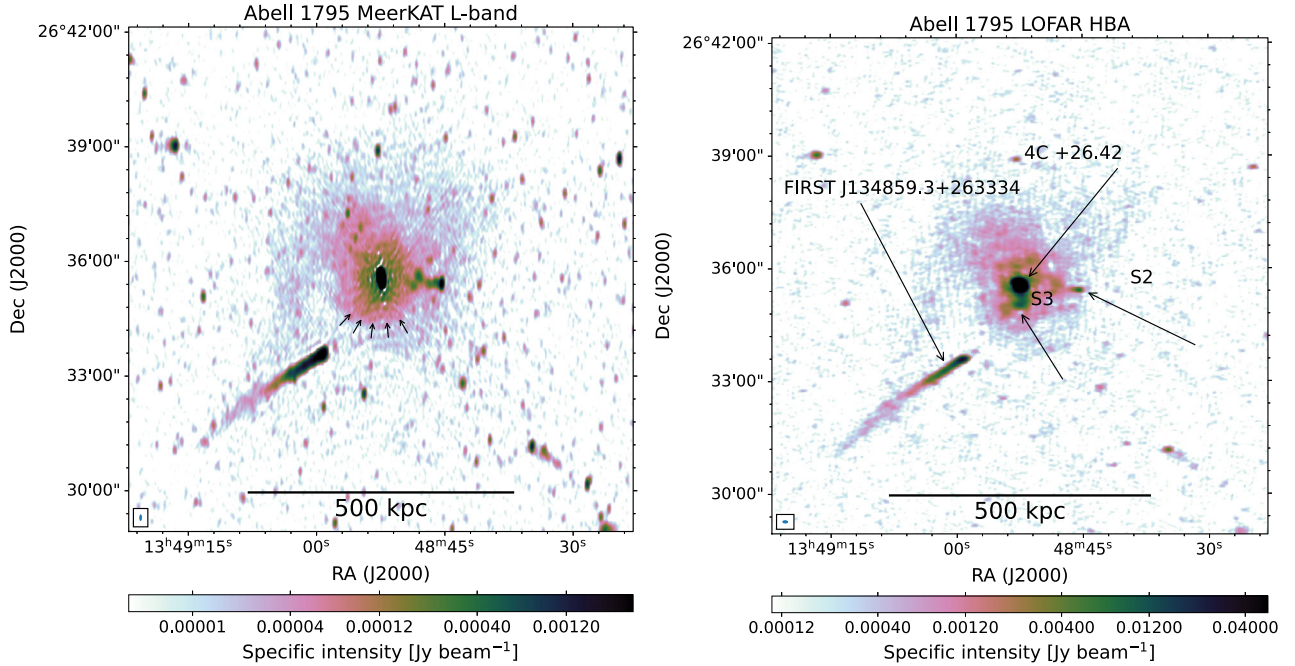 Abell 1795 MeerKAT L-band
26°42'00"
39'00"
36'00"
33'00"
30'00"
Dec (J2000)
500 kpc
13ʰ49ᵐ15ˢ 00ˢ 48ᵐ45ˢ 30ˢ
RA (J2000)
0.00001 0.00004 0.00012 0.00040 0.00120
Specific intensity [Jy beam⁻¹]
Abell 1795 LOFAR HBA
26°42'00"
39'00"
36'00"
33'00"
30'00"
Dec (J2000)
4C +26.42
FIRST J134859.3+263334
S2
S3
500 kpc
13ʰ49ᵐ15ˢ 00ˢ 48ᵐ45ˢ 30ˢ
RA (J2000)
0.00012 0.00040 0.00120 0.00400 0.01200 0.04000
Specific intensity [Jy beam⁻¹]